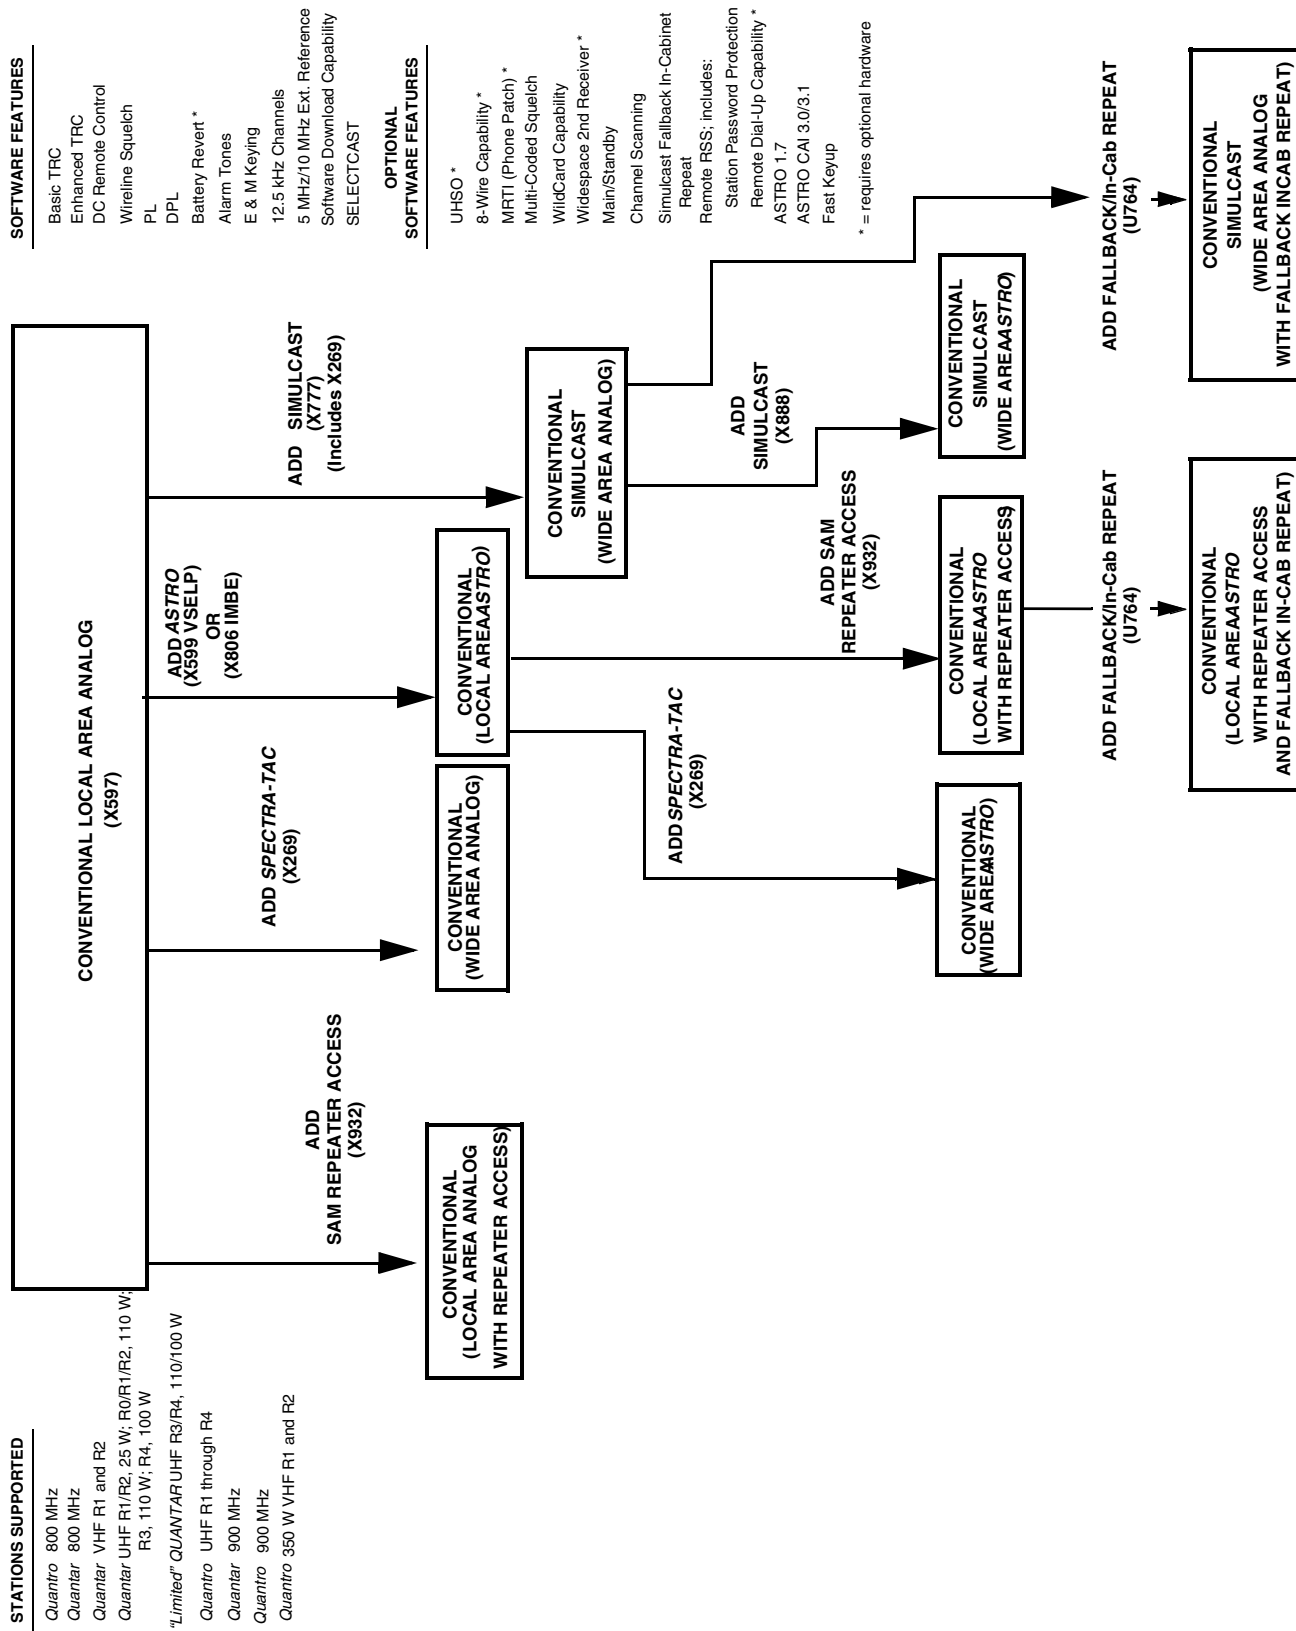 STATIONS SUPPORTED
Quantro 800 MHz
Quantar 800 MHz
Quantar VHF R1 and R2
Quantar UHF R1/R2, 25 W; R0/R1/R2, 110 W;
R3, 110 W; R4, 100 W
"Limited" QUANTAR UHF R3/R4, 110/100 W
Quantro UHF R1 through R4
Quantar 900 MHz
Quantro 900 MHz
Quantro 350 W VHF R1 and R2
CONVENTIONAL LOCAL AREA ANALOG
(X597)
SOFTWARE FEATURES
Basic TRC
Enhanced TRC
DC Remote Control
Wireline Squelch
PL
DPL
Battery Revert *
Alarm Tones
E & M Keying
12.5 kHz Channels
5 MHz/10 MHz Ext. Reference
Software Download Capability
SELECTCAST
OPTIONAL
SOFTWARE FEATURES
UHSO *
8-Wire Capability *
MRTI (Phone Patch) *
Multi-Coded Squelch
WildCard Capability
Widespace 2nd Receiver *
Main/Standby
Channel Scanning
Simulcast Fallback In-Cabinet
Repeat
Remote RSS; includes:
Station Password Protection
Remote Dial-Up Capability *
ASTRO 1.7
ASTRO CAI 3.0/3.1
Fast Keyup
* = requires optional hardware
ADD
SAM REPEATER ACCESS
(X932)
ADD SPECTRA-TAC
(X269)
ADD ASTRO
(X599 VSELP)
OR
(X806 IMBE)
ADD SIMULCAST
(X777)
(Includes X269)
CONVENTIONAL
(LOCAL AREA ANALOG
WITH REPEATER ACCESS)
CONVENTIONAL
(WIDE AREA ANALOG)
CONVENTIONAL
(LOCAL AREA ASTRO)
CONVENTIONAL
SIMULCAST
(WIDE AREA ANALOG)
ADD SPECTRA-TAC
(X269)
ADD SAM
REPEATER ACCESS
(X932)
ADD
SIMULCAST
(X888)
CONVENTIONAL
(WIDE AREA ASTRO)
CONVENTIONAL
(LOCAL AREA ASTRO
WITH REPEATER ACCESS)
CONVENTIONAL
SIMULCAST
(WIDE AREA ASTRO)
ADD FALLBACK/In-Cab REPEAT
(U764)
ADD FALLBACK/In-Cab REPEAT
(U764)
CONVENTIONAL
(LOCAL AREA ASTRO
WITH REPEATER ACCESS
AND FALLBACK IN-CAB REPEAT)
CONVENTIONAL
SIMULCAST
(WIDE AREA ANALOG
WITH FALLBACK INCAB REPEAT)